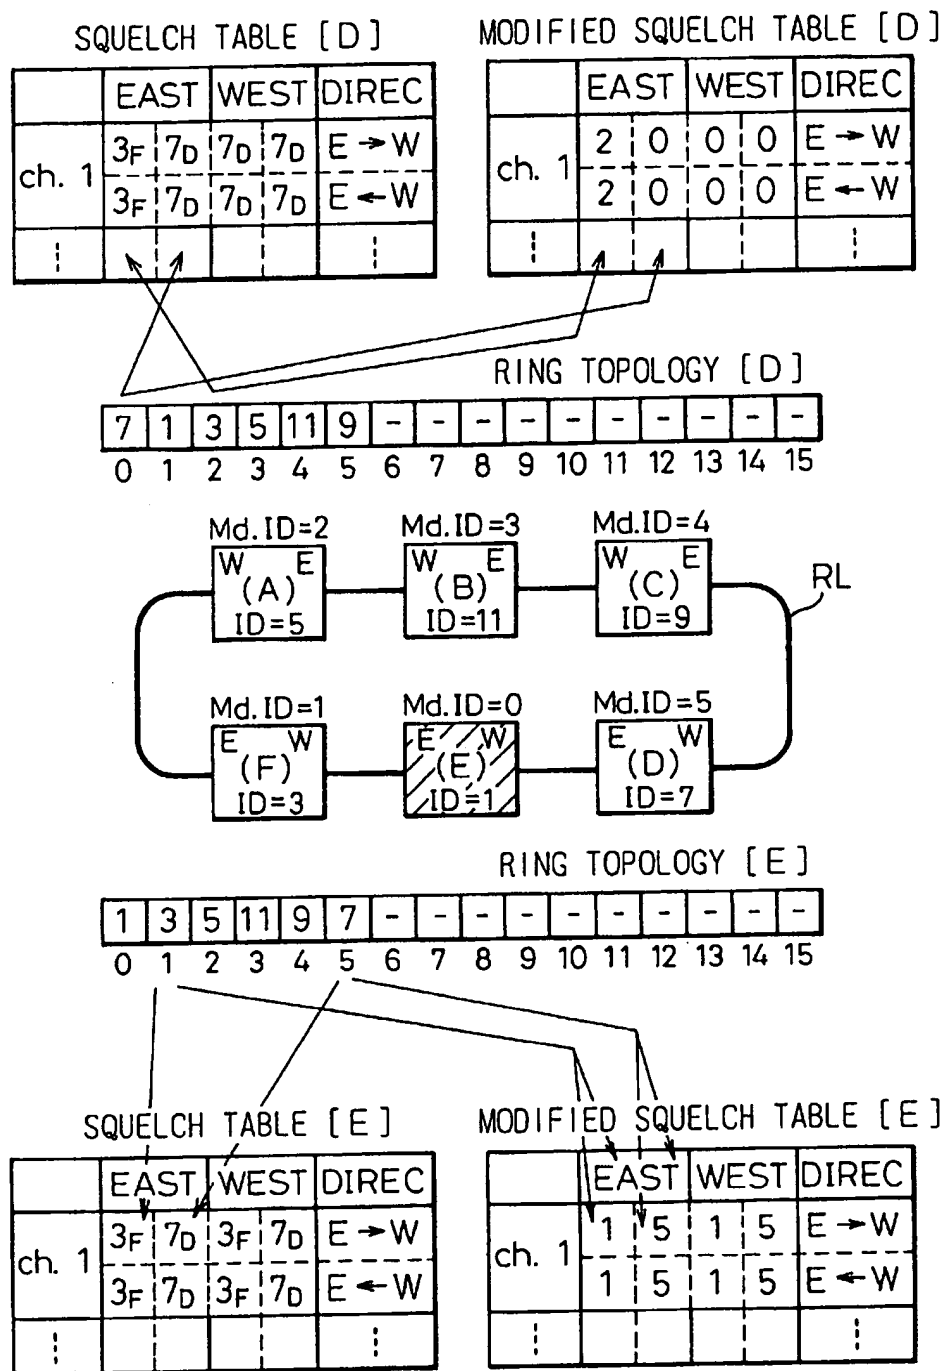 SQUELCH TABLE [D]
MODIFIED SQUELCH TABLE [D]
EAST WEST DIREC
ch. 1 3F 7D 7D 7D E→W
3F 7D 7D 7D E←W
EAST WEST DIREC
ch. 1 2 0 0 0 E→W
2 0 0 0 E←W
RING TOPOLOGY [D]
7 1 3 5 11 9 - - - - - - - - - -
0 1 2 3 4 5 6 7 8 9 10 11 12 13 14 15
Md.ID=2 Md.ID=3 Md.ID=4
W E W E W E
(A) (B) (C)
ID=5 ID=11 ID=9
RL
Md.ID=1 Md.ID=0 Md.ID=5
E W E W E W
(F) (E) (D)
ID=3 ID=1 ID=7
RING TOPOLOGY [E]
1 3 5 11 9 7 - - - - - - - - - -
0 1 2 3 4 5 6 7 8 9 10 11 12 13 14 15
SQUELCH TABLE [E]
MODIFIED SQUELCH TABLE [E]
EAST WEST DIREC
ch. 1 3F 7D 3F 7D E→W
3F 7D 3F 7D E←W
EAST WEST DIREC
ch. 1 1 5 1 5 E→W
1 5 1 5 E←W